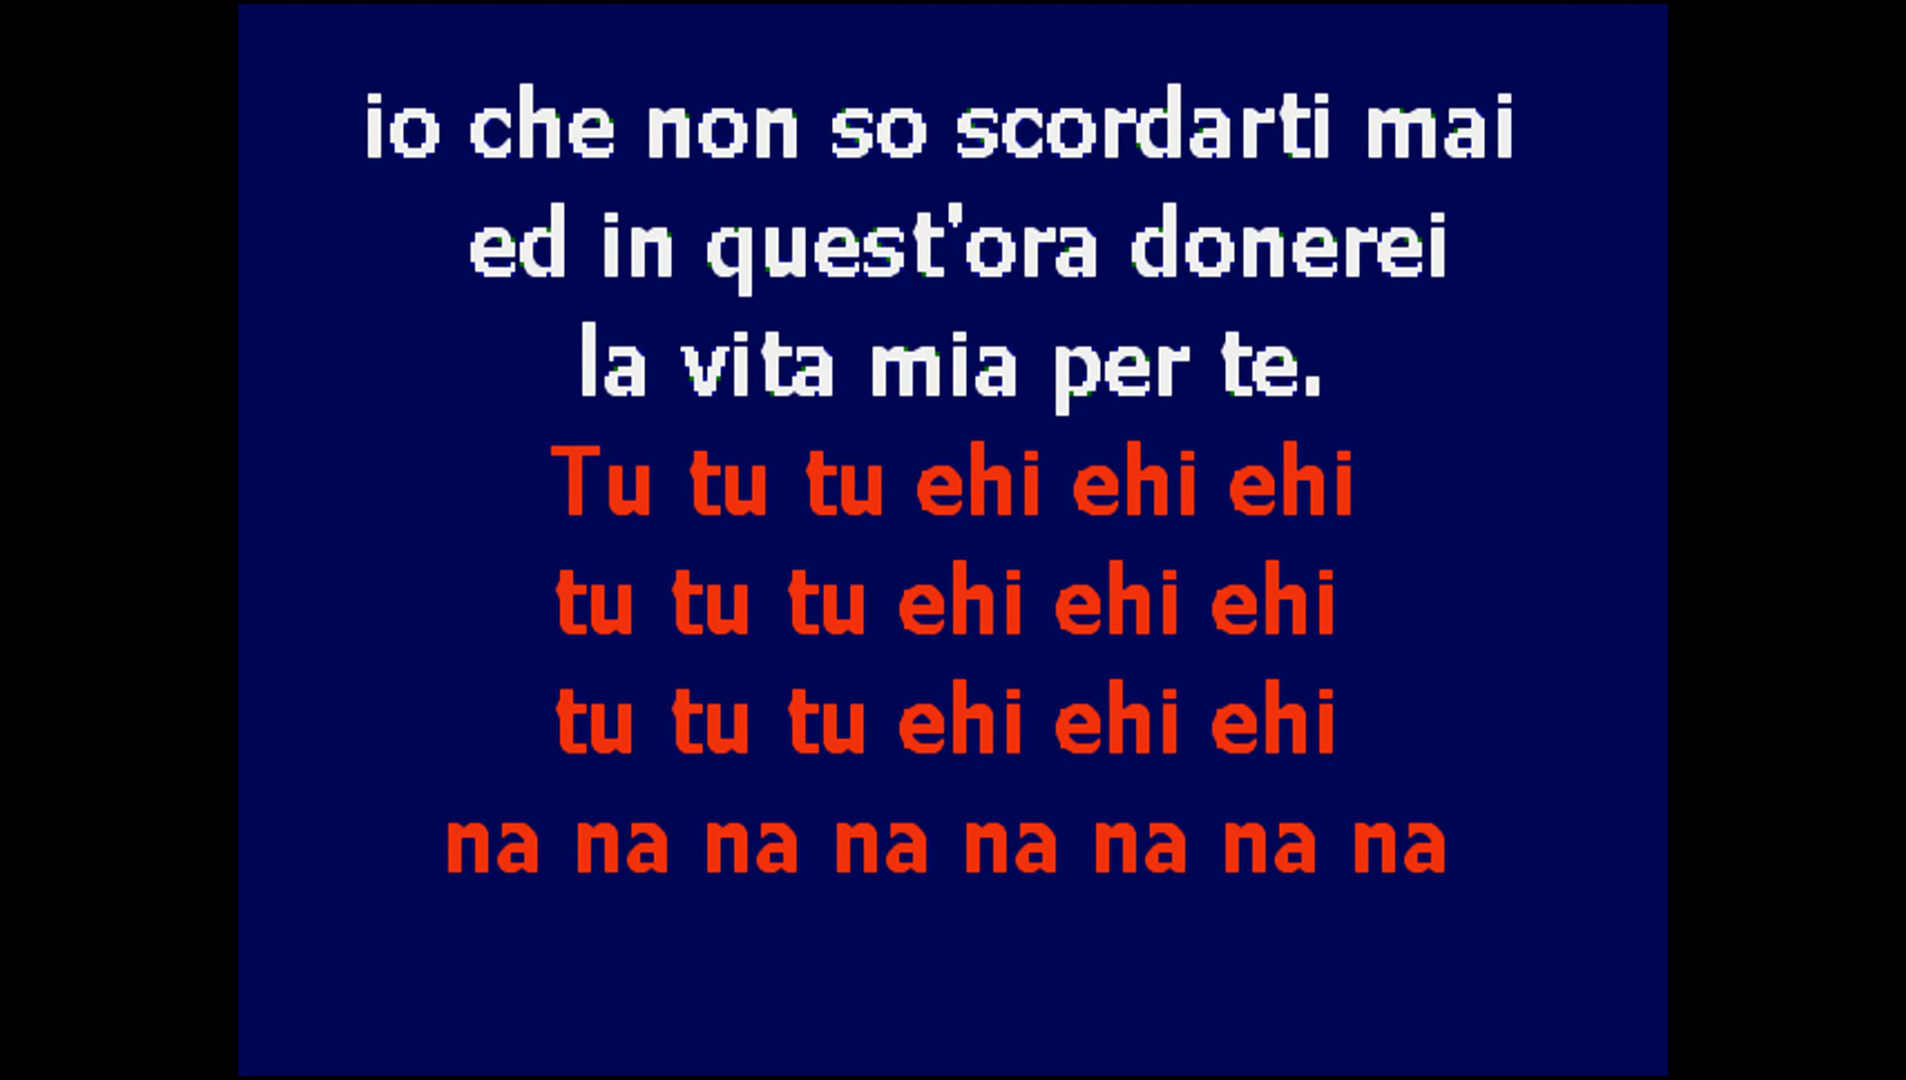 io che non so scordarti mai
ed in quest'ora donerei
la vita mia per te.
Tu tu tu ehi ehi ehi
tu tu tu ehi ehi ehi
tu tu tu ehi ehi ehi
na na na na na na na na